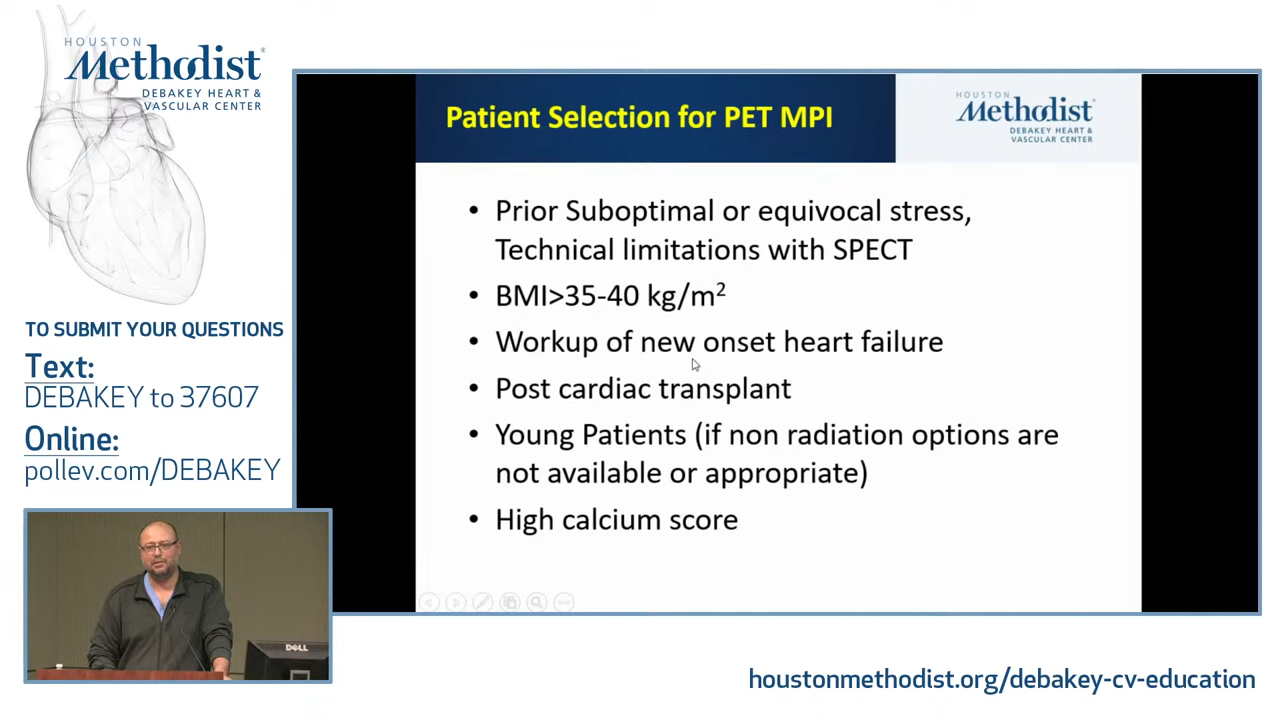 HOUSTON
Methodist®
DEBAKEY HEART &
VASCULAR CENTER
TO SUBMIT YOUR QUESTIONS
Text:
DEBAKEY to 37607
Online:
pollev.com/DEBAKEY
Patient Selection for PET MPI
HOUSTON
Methodist®
DEBAKEY HEART &
VASCULAR CENTER
• Prior Suboptimal or equivocal stress,
Technical limitations with SPECT
• BMI>35-40 kg/m²
• Workup of new onset heart failure
• Post cardiac transplant
• Young Patients (if non radiation options are
not available or appropriate)
• High calcium score
DELL
houstonmethodist.org/debakey-cv-education